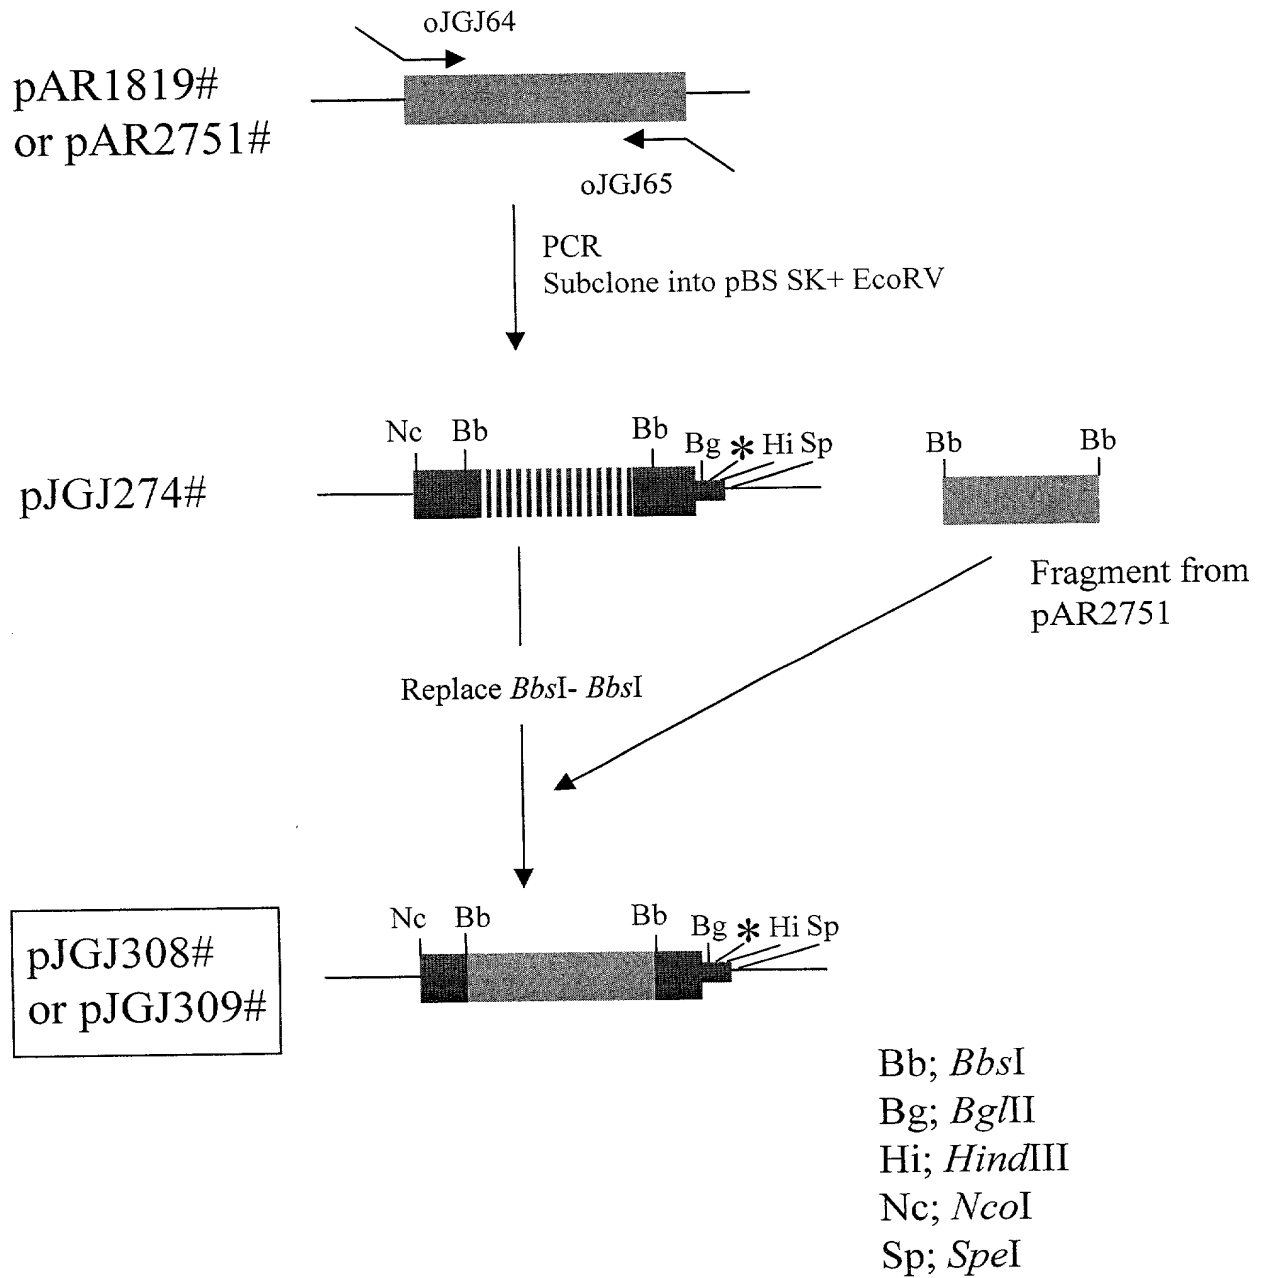 oJGJ64
pAR1819#
or pAR2751#
oJGJ65
PCR
Subclone into pBS SK+ EcoRV
Nc Bb Bb Bg * Hi Sp
Bb Bb
pJGJ274#
Fragment from
pAR2751
Replace BbsI- BbsI
Nc Bb Bb Bg * Hi Sp
pJGJ308#
or pJGJ309#
Bb; BbsI
Bg; BglII
Hi; HindIII
Nc; NcoI
Sp; SpeI